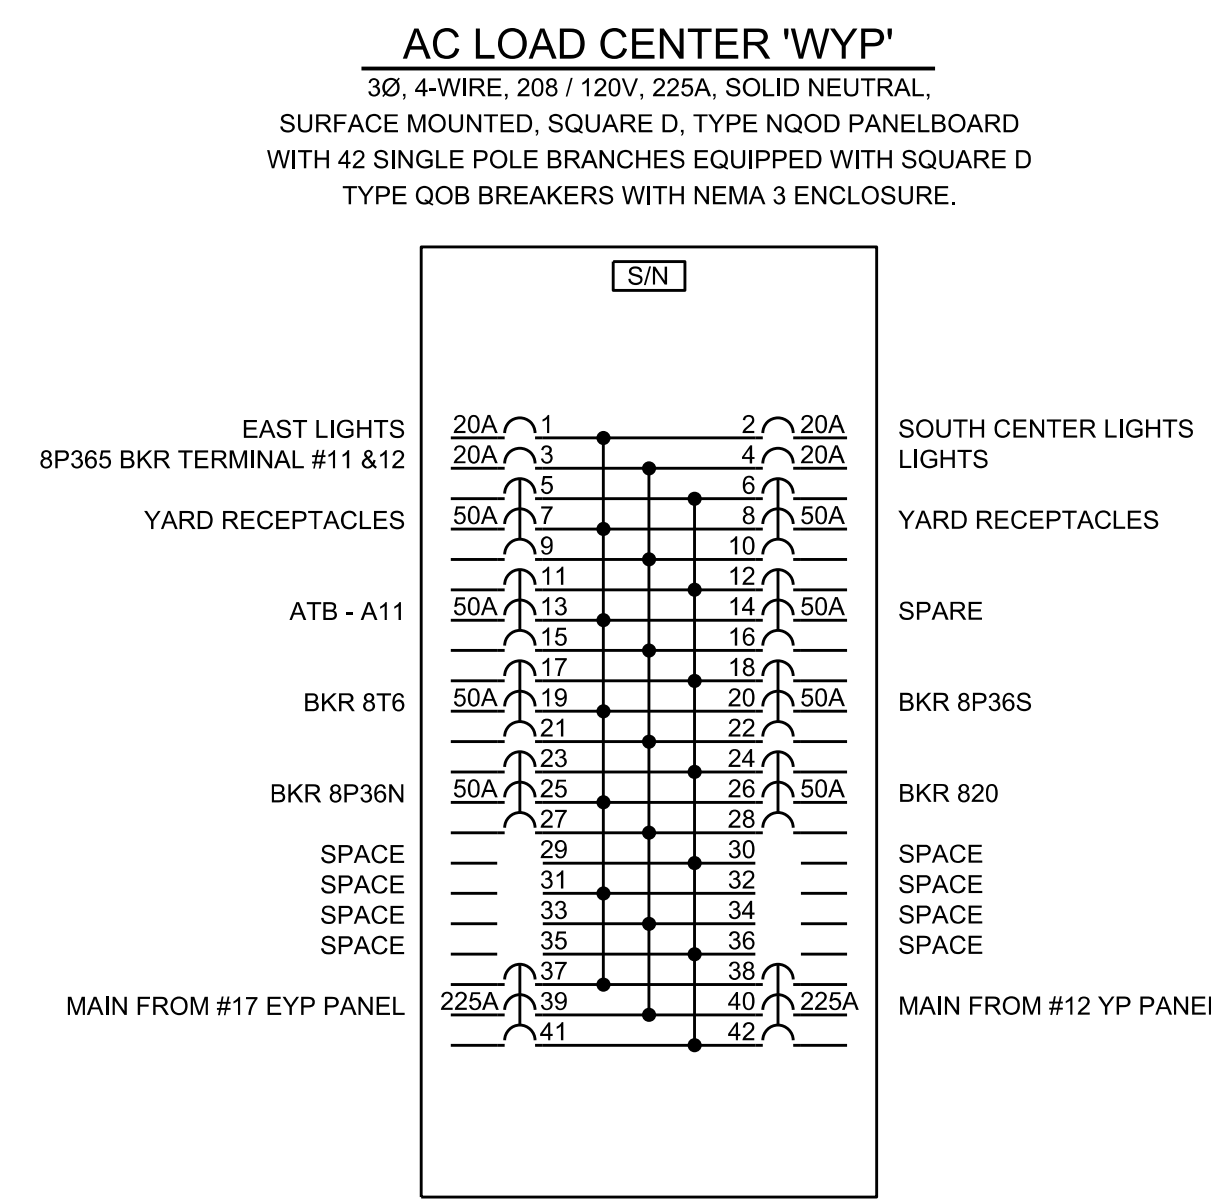 AC LOAD CENTER 'WYP'
3Ø, 4-WIRE, 208 / 120V, 225A, SOLID NEUTRAL,
SURFACE MOUNTED, SQUARE D, TYPE NQOD PANELBOARD
WITH 42 SINGLE POLE BRANCHES EQUIPPED WITH SQUARE D
TYPE QOB BREAKERS WITH NEMA 3 ENCLOSURE.
S/N
EAST LIGHTS 20A 1 2 20A SOUTH CENTER LIGHTS
8P365 BKR TERMINAL #11 &12 20A 3 4 20A LIGHTS
5 6
YARD RECEPTACLES 50A 7 8 50A YARD RECEPTACLES
9 10
11 12
ATB - A11 50A 13 14 50A SPARE
15 16
17 18
BKR 8T6 50A 19 20 50A BKR 8P36S
21 22
23 24
BKR 8P36N 50A 25 26 50A BKR 820
27 28
SPACE 29 30 SPACE
SPACE 31 32 SPACE
SPACE 33 34 SPACE
SPACE 35 36 SPACE
37 38
MAIN FROM #17 EYP PANEL 225A 39 40 225A MAIN FROM #12 YP
41 42